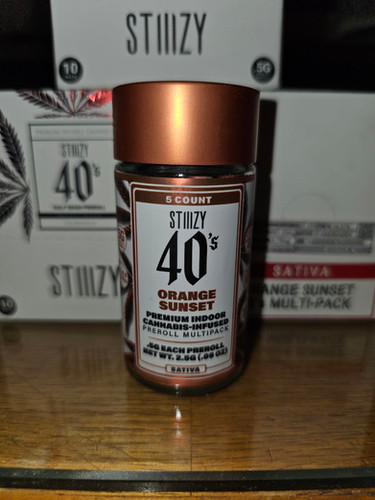 STIIIZY
10
5G
STIIIZY
40's
STIIIZY
10
5 COUNT
STIIIZY
40's
ORANGE
SUNSET
PREMIUM INDOOR
CANNABIS-INFUSED
PREROLL MULTIPACK
.5G EACH PREROLL
NET WT. 2.5G (.09 OZ)
SATIVA
SATIVA
ANGE SUNSET
MULTI-PACK